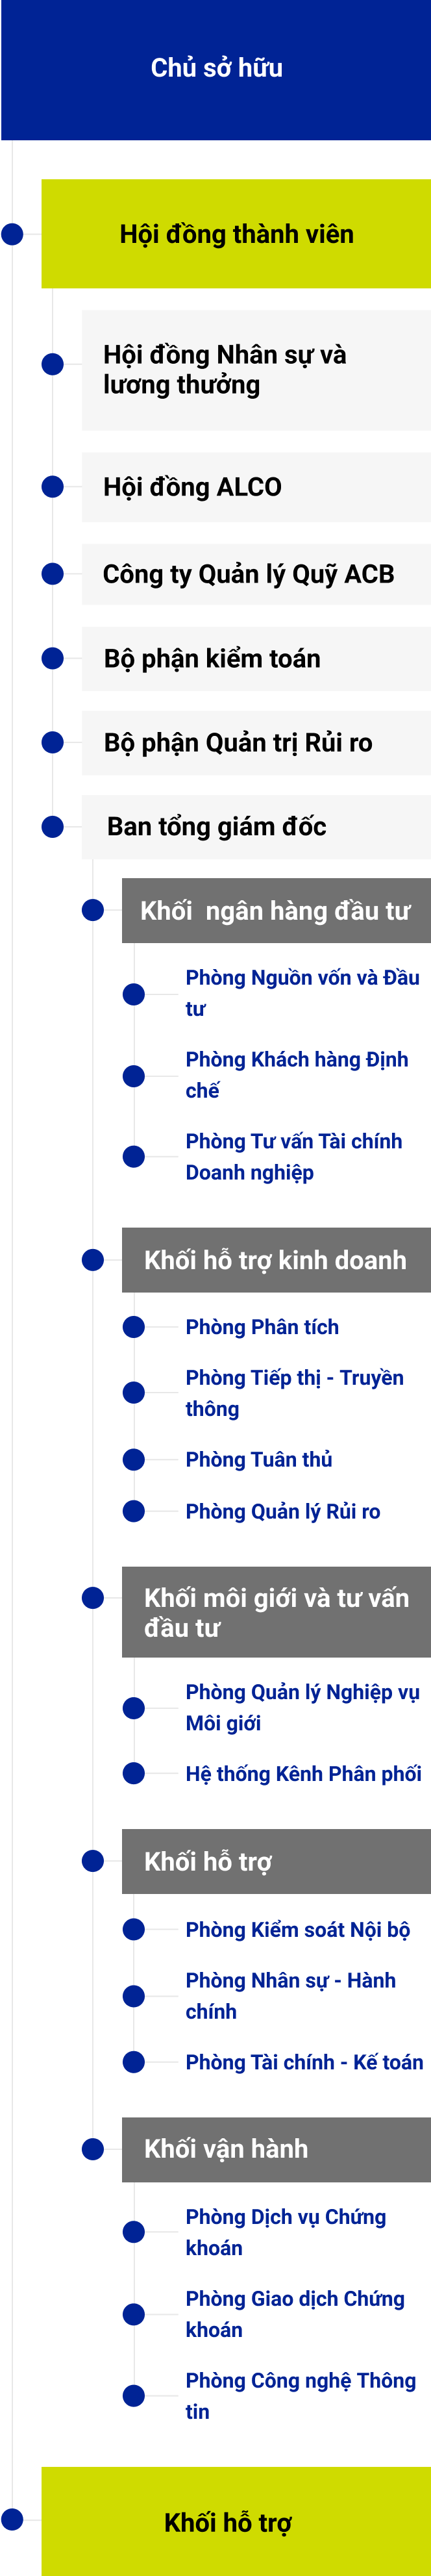 Chủ sở hữu
Hội đồng thành viên
Hội đồng Nhân sự và
lương thưởng
Hội đồng ALCO
Công ty Quản lý Quỹ ACB
Bộ phận kiểm toán
Bộ phận Quản trị Rủi ro
Ban tổng giám đốc
Khối ngân hàng đầu tư
Phòng Nguồn vốn và Đầu
tư
Phòng Khách hàng Định
chế
Phòng Tư vấn Tài chính
Doanh nghiệp
Khối hỗ trợ kinh doanh
Phòng Phân tích
Phòng Tiếp thị - Truyền
thông
Phòng Tuân thủ
Phòng Quản lý Rủi ro
Khối môi giới và tư vấn
đầu tư
Phòng Quản lý Nghiệp vụ
Môi giới
Hệ thống Kênh Phân phối
Khối hỗ trợ
Phòng Kiểm soát Nội bộ
Phòng Nhân sự - Hành
chính
Phòng Tài chính - Kế toán
Khối vận hành
Phòng Dịch vụ Chứng
khoán
Phòng Giao dịch Chứng
khoán
Phòng Công nghệ Thông
tin
Khối hỗ trợ